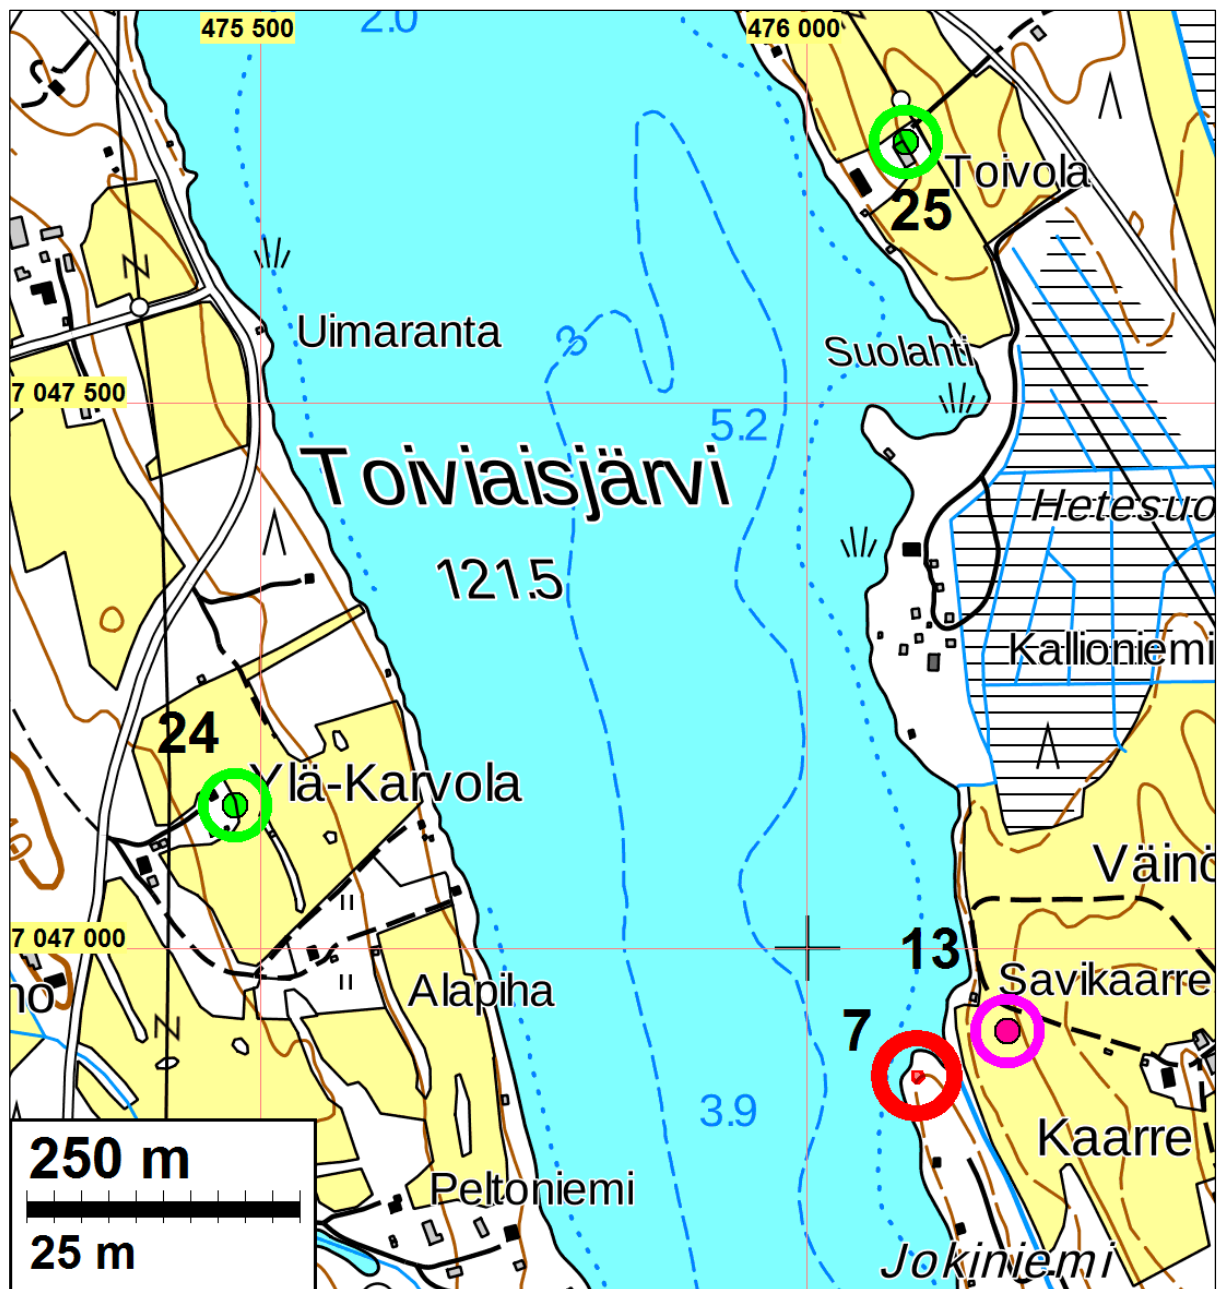 2.0
475 500
476 000
Toivola
25
Uimaranta
3
Suolahti
7 047 500
5.2
Toiviaisjärvi
Hetesuo
121.5
Kallioniemi
24
Ylä-Karvola
Väinö
7 047 000
13
Savikaarre
no
Alapiha
7
3.9
Kaarre
250 m
25 m
Peltoniemi
Jokiniemi